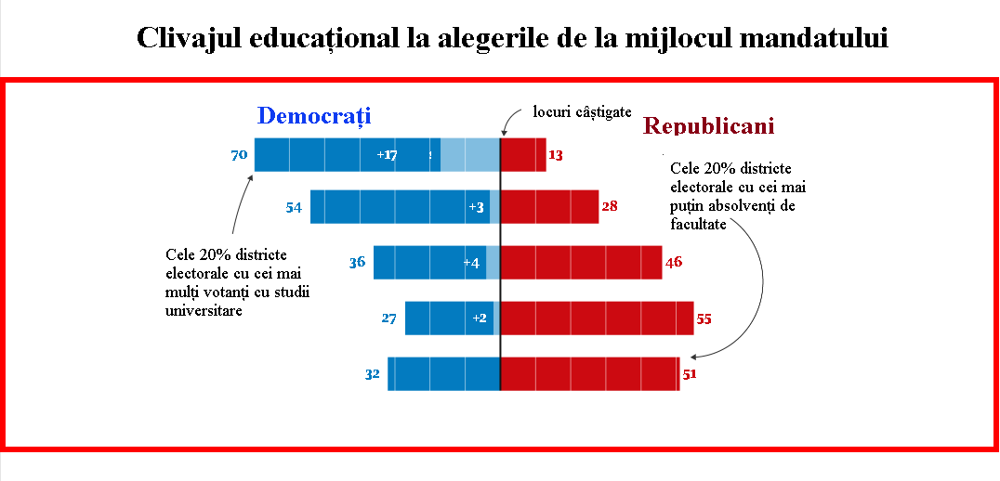 Clivajul educațional la alegerile de la mijlocul mandatului
Democrați
locuri câștigate
Republicani
70
+17
13
Cele 20% districte
electorale cu cei mai
puțin absolvenți de
facultate
54
+3
28
Cele 20% districte
electorale cu cei mai
mulți votanți cu studii
universitare
36
+4
46
27
+2
55
32
51